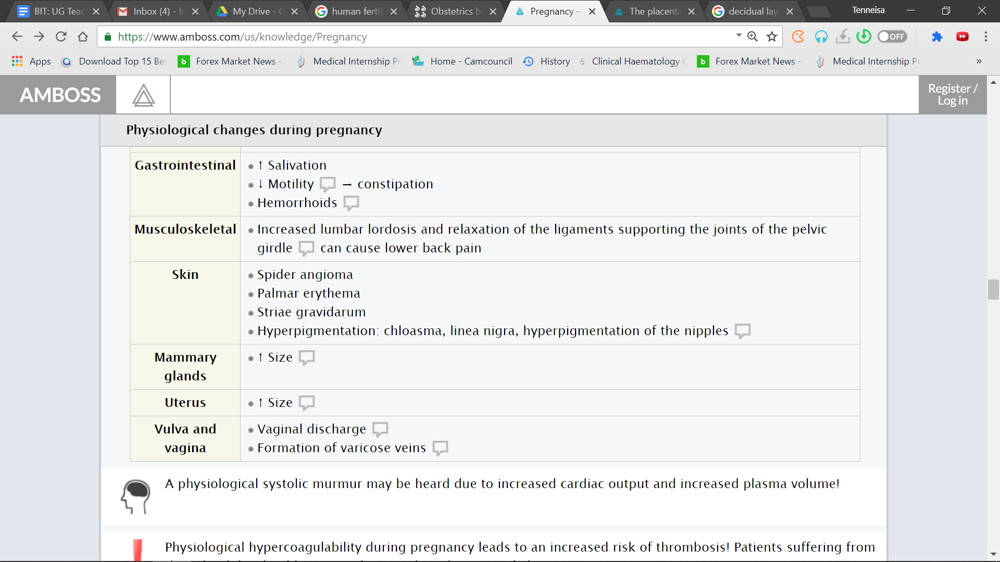 BIT: UG Teac
Inbox (4) - b
My Drive - G
human fertil
Obstetrics by
Pregnancy –
The placenta
decidual lay
Tenneisa
https://www.amboss.com/us/knowledge/Pregnancy
OFF
Apps
Download Top 15 Bes
Forex Market News -
Medical Internship Pr
Home - Camcouncil
History
Clinical Haematology C
Forex Market News -
Medical Internship Pr
»
AMBOSS
Register /
Log in
Physiological changes during pregnancy
Gastrointestinal
• ↑ Salivation
• ↓ Motility → constipation
• Hemorrhoids
Musculoskeletal
• Increased lumbar lordosis and relaxation of the ligaments supporting the joints of the pelvic
girdle can cause lower back pain
Skin
• Spider angioma
• Palmar erythema
• Striae gravidarum
• Hyperpigmentation: chloasma, linea nigra, hyperpigmentation of the nipples
Mammary
glands
• ↑ Size
Uterus
• ↑ Size
Vulva and
vagina
• Vaginal discharge
• Formation of varicose veins
A physiological systolic murmur may be heard due to increased cardiac output and increased plasma volume!
Physiological hypercoagulability during pregnancy leads to an increased risk of thrombosis! Patients suffering from